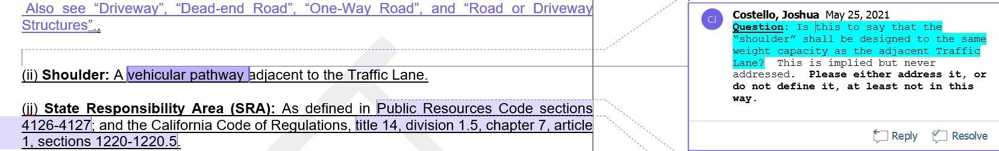 Also see “Driveway”, “Dead-end Road”, “One-Way Road”, and “Road or Driveway
Structures”..
(ii) Shoulder: A vehicular pathway adjacent to the Traffic Lane.
(jj) State Responsibility Area (SRA): As defined in Public Resources Code sections
4126-4127; and the California Code of Regulations, title 14, division 1.5, chapter 7, article
1, sections 1220-1220.5.
CJ
Costello, Joshua May 25, 2021
Question: Is this to say that the
“shoulder” shall be designed to the same
weight capacity as the adjacent Traffic
Lane? This is implied but never
addressed. Please either address it, or
do not define it, at least not in this
way.
Reply Resolve